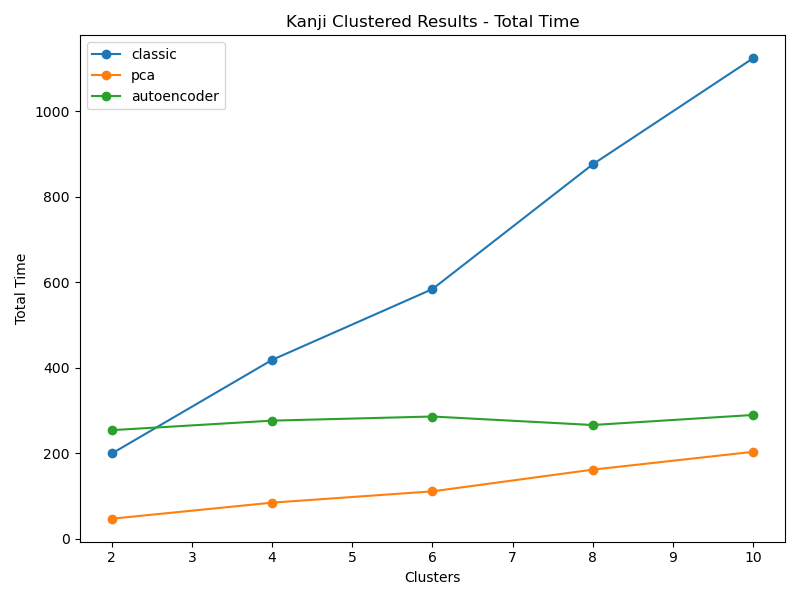 Kanji Clustered Results - Total Time
classic
pca
autoencoder
1000
800
600
400
200
0
Total Time
2 3 4 5 6 7 8 9 10
Clusters